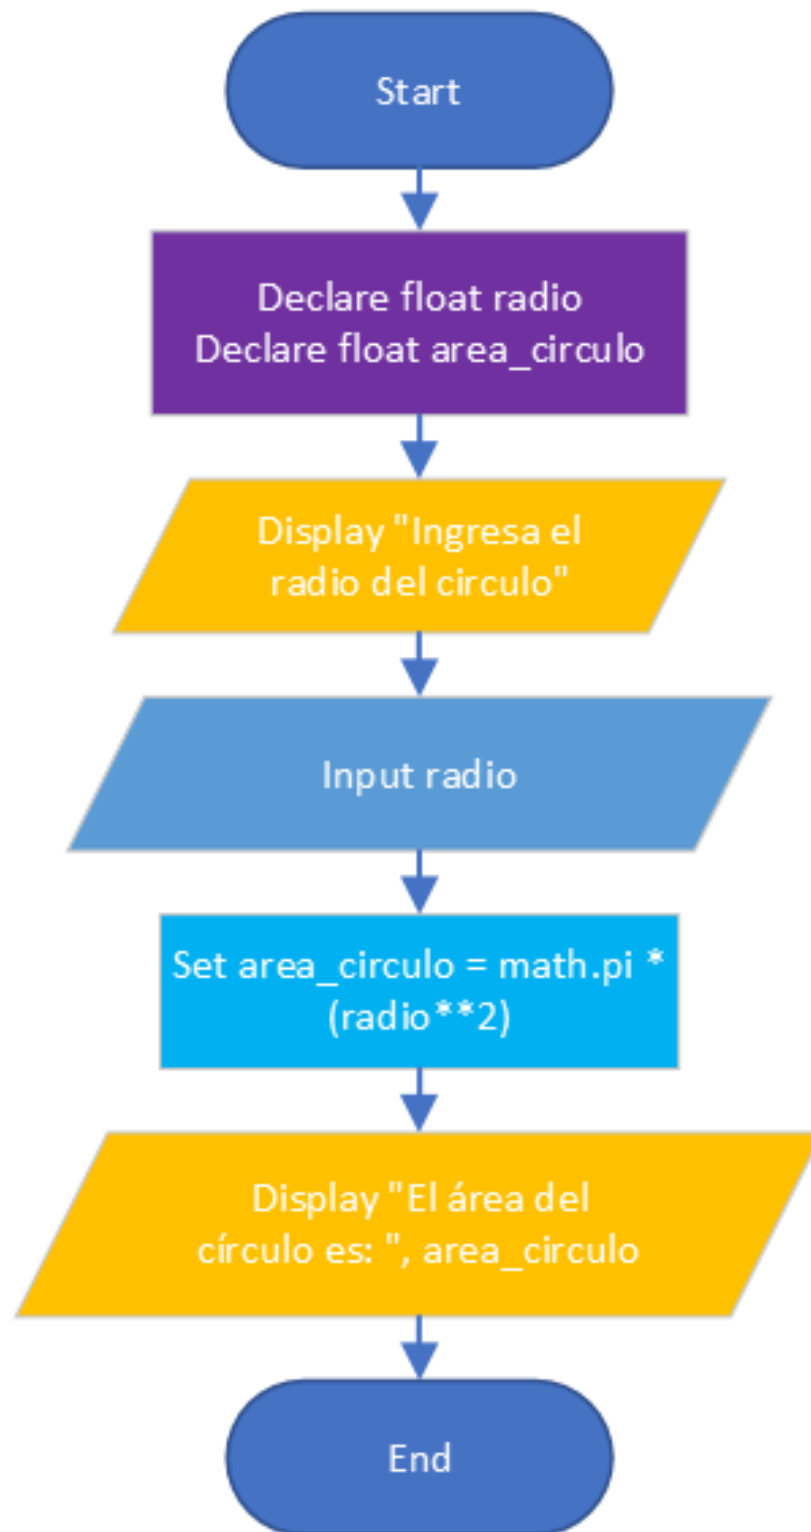 Start
Declare float radio
Declare float area_circulo
Display "Ingresa el
radio del circulo"
Input radio
Set area_circulo = math.pi *
(radio**2)
Display "El área del
círculo es: ", area_circulo
End